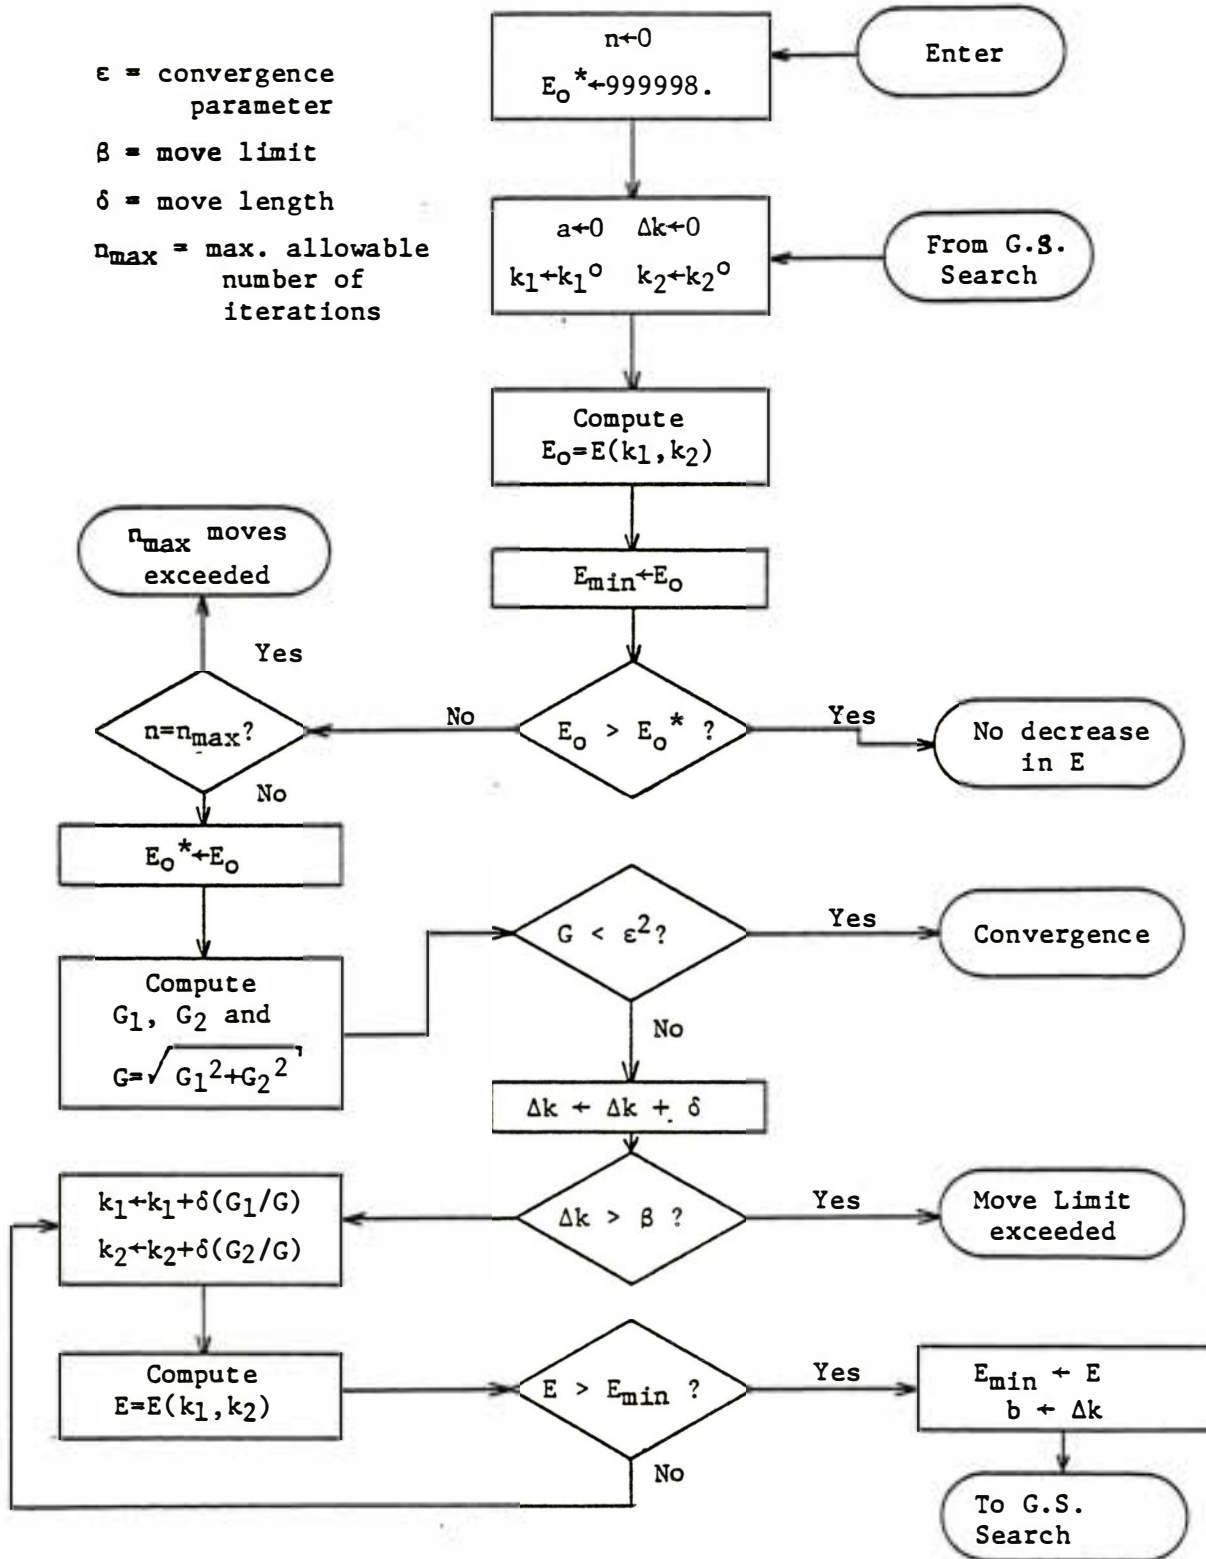 ε = convergence
parameter
β = move limit
δ = move length
n_max = max. allowable
number of
iterations
n←0
E_o*←999998.
Enter
a←0 Δk←0
k_1←k_1^o k_2←k_2^o
From G.S.
Search
Compute
E_o=E(k_1,k_2)
E_min←E_o
n_max moves
exceeded
Yes
n=n_max?
No
E_o > E_o* ?
Yes
No decrease
in E
No
E_o*←E_o
Compute
G_1, G_2 and
G=√G_1^2+G_2^2
G < ε^2?
Yes
Convergence
No
Δk ← Δk + δ
k_1←k_1+δ(G_1/G)
k_2←k_2+δ(G_2/G)
Δk > β ?
Yes
Move Limit
exceeded
Compute
E=E(k_1,k_2)
E > E_min ?
Yes
E_min ← E
b ← Δk
No
To G.S.
Search